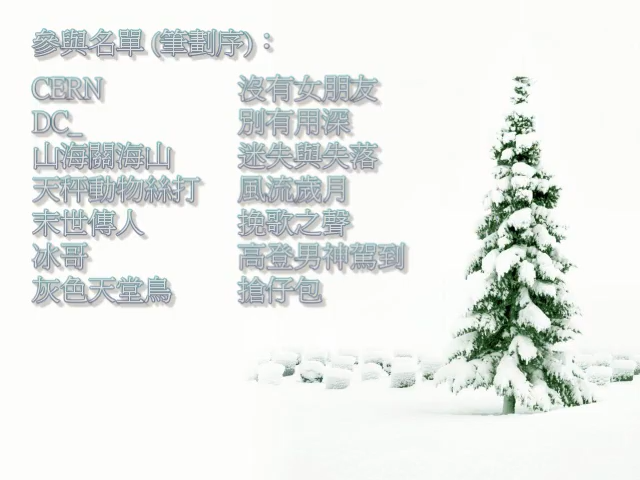 參與名單 (筆劃序)：
CERN
DC_
山海關海山
天秤動物絲打
末世傳人
冰哥
灰色天堂鳥
沒有女朋友
別有用深
迷失與失落
風流歲月
挽歌之聲
高登男神駕到
搶仔包